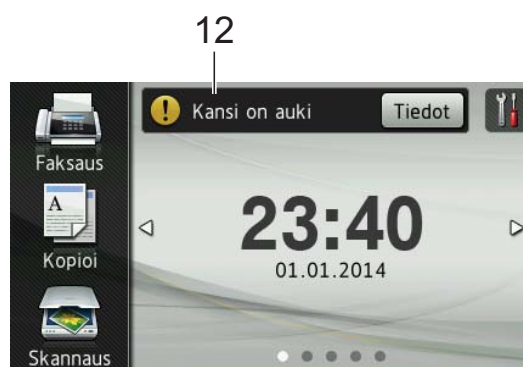 12
Kansi on auki
Tiedot
Faksaus
A
Kopioi
23:40
01.01.2014
Skannaus